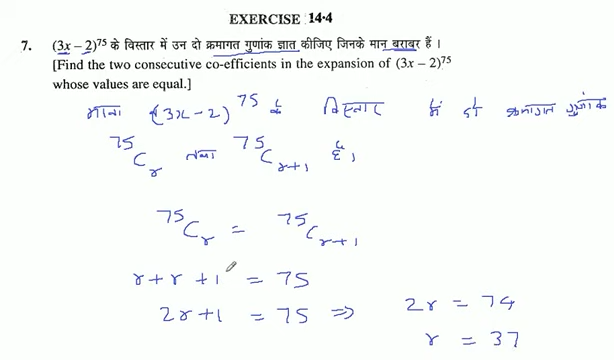 EXERCISE 14·4
7. (3x – 2)⁷⁵ के विस्तार में उन दो क्रमागत गुणांक ज्ञात कीजिए जिनके मान बराबर हैं ।
[Find the two consecutive co-efficients in the expansion of (3x – 2)⁷⁵
whose values are equal.]
माना (3x-2)⁷⁵ के विस्तार में दो क्रमागत गुणांक
⁷⁵Cᵣ तथा ⁷⁵Cᵣ₊₁ है।
⁷⁵Cᵣ = ⁷⁵Cᵣ₊₁
r + r + 1 = 75
2r + 1 = 75 ⇒ 2r = 74
r = 37